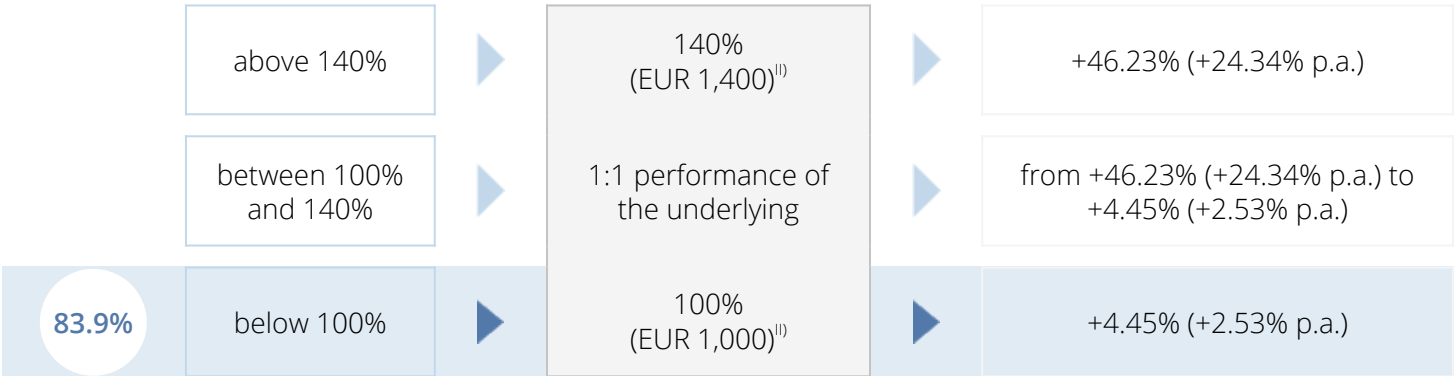 above 140%
140%
(EUR 1,400)II)
+46.23% (+24.34% p.a.)
between 100%
and 140%
1:1 performance of
the underlying
from +46.23% (+24.34% p.a.) to
+4.45% (+2.53% p.a.)
83.9%
below 100%
100%
(EUR 1,000)II)
+4.45% (+2.53% p.a.)